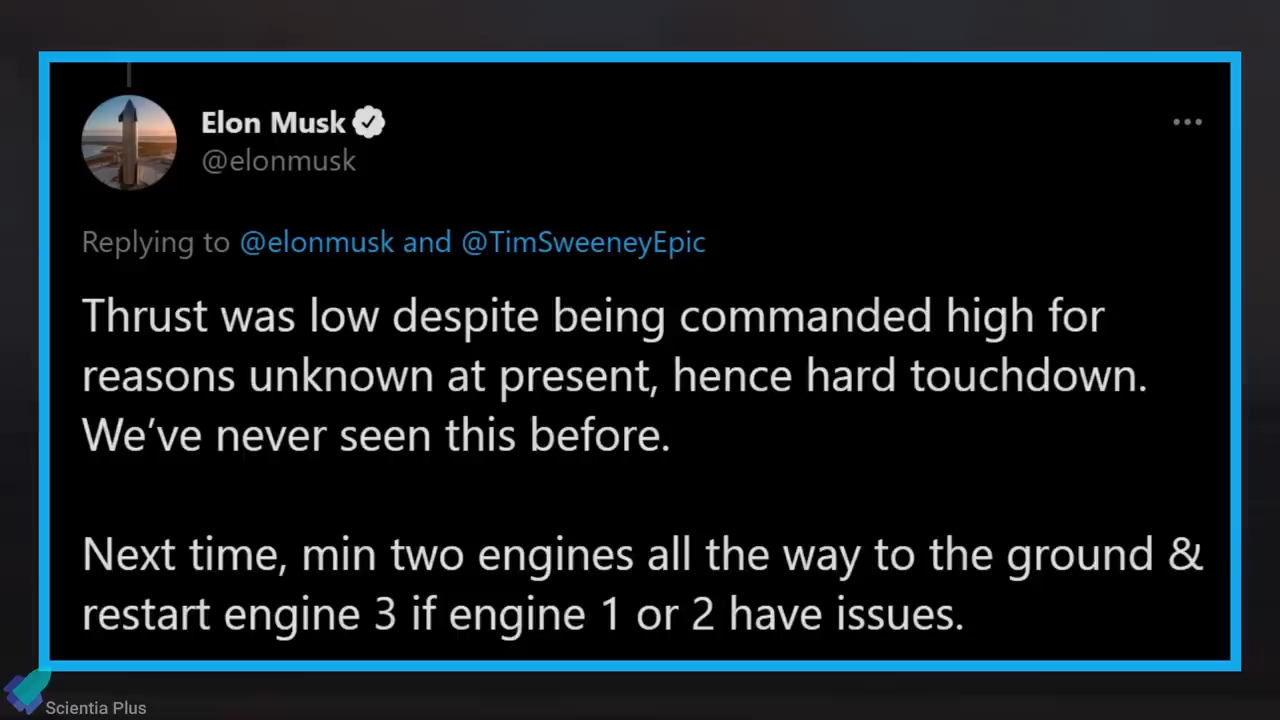 Elon Musk
@elonmusk
Replying to @elonmusk and @TimSweeneyEpic
Thrust was low despite being commanded high for
reasons unknown at present, hence hard touchdown.
We’ve never seen this before.
Next time, min two engines all the way to the ground &
restart engine 3 if engine 1 or 2 have issues.
Scientia Plus